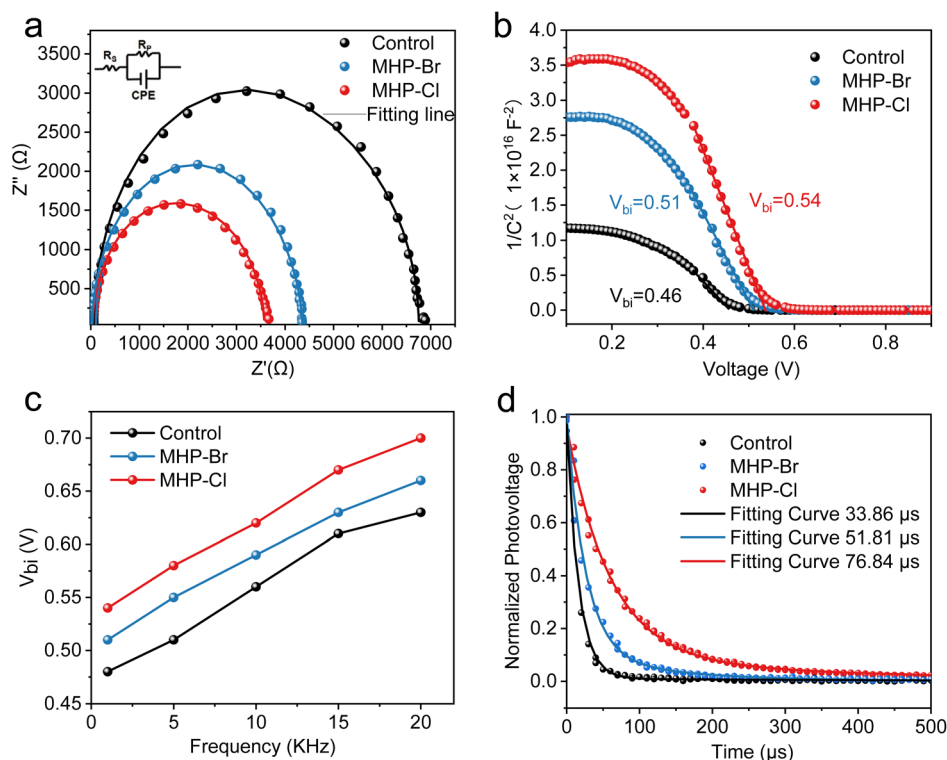 a
R_S
R_P
CPE
Control
MHP-Br
MHP-Cl
Fitting line
3500
3000
2500
2000
1500
1000
500
Z'' (Ω)
0 1000 2000 3000 4000 5000 6000 7000
Z'(Ω)
b
Control
MHP-Br
MHP-Cl
4.0
3.5
3.0
2.5
2.0
1.5
1.0
0.5
0.0
1/C² ( 1×10¹⁶ F⁻²)
V_bi=0.51
V_bi=0.54
V_bi=0.46
0.2 0.4 0.6 0.8
Voltage (V)
c
Control
MHP-Br
MHP-Cl
0.70
0.65
0.60
0.55
0.50
0.45
V_bi (V)
0 5 10 15 20
Frequency (KHz)
d
Control
MHP-Br
MHP-Cl
Fitting Curve 33.86 μs
Fitting Curve 51.81 μs
Fitting Curve 76.84 μs
1.0
0.8
0.6
0.4
0.2
0.0
Normalized Photovoltage
0 100 200 300 400 500
Time (μs)